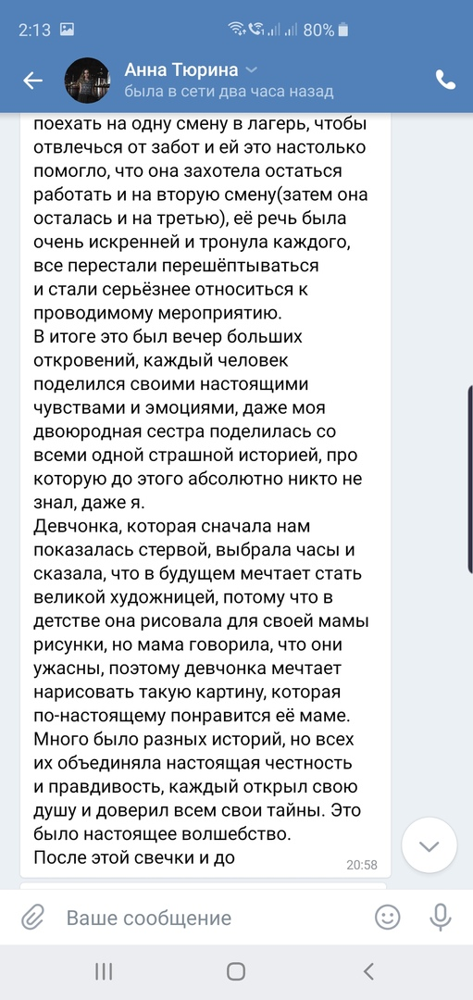 2:13
80%
Анна Тюрина
была в сети два часа назад
поехать на одну смену в лагерь, чтобы
отвлечься от забот и ей это настолько
помогло, что она захотела остаться
работать и на вторую смену(затем она
осталась и на третью), её речь была
очень искренней и тронула каждого,
все перестали перешёптываться
и стали серьёзнее относиться к
проводимому мероприятию.
В итоге это был вечер больших
откровений, каждый человек
поделился своими настоящими
чувствами и эмоциями, даже моя
двоюродная сестра поделилась со
всеми одной страшной историей, про
которую до этого абсолютно никто не
знал, даже я.
Девчонка, которая сначала нам
показалась стервой, выбрала часы и
сказала, что в будущем мечтает стать
великой художницей, потому что в
детстве она рисовала для своей мамы
рисунки, но мама говорила, что они
ужасны, поэтому девчонка мечтает
нарисовать такую картину, которая
по-настоящему понравится её маме.
Много было разных историй, но всех
их объединяла настоящая честность
и правдивость, каждый открыл свою
душу и доверил всем свои тайны. Это
было настоящее волшебство.
После этой свечки и до
20:58
Ваше сообщение